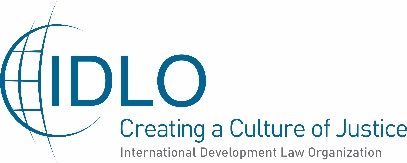 IDLO
Creating a Culture of Justice
International Development Law Organization